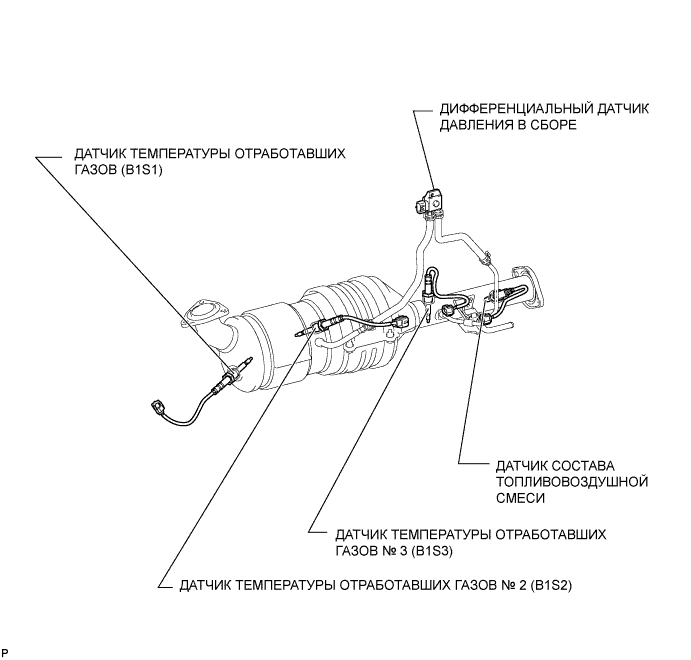 ДИФФЕРЕНЦИАЛЬНЫЙ ДАТЧИК
ДАВЛЕНИЯ В СБОРЕ
ДАТЧИК ТЕМПЕРАТУРЫ ОТРАБОТАВШИХ
ГАЗОВ (B1S1)
ДАТЧИК СОСТАВА
ТОПЛИВОВОЗДУШНОЙ
СМЕСИ
ДАТЧИК ТЕМПЕРАТУРЫ ОТРАБОТАВШИХ
ГАЗОВ № 3 (B1S3)
ДАТЧИК ТЕМПЕРАТУРЫ ОТРАБОТАВШИХ ГАЗОВ № 2 (B1S2)
P